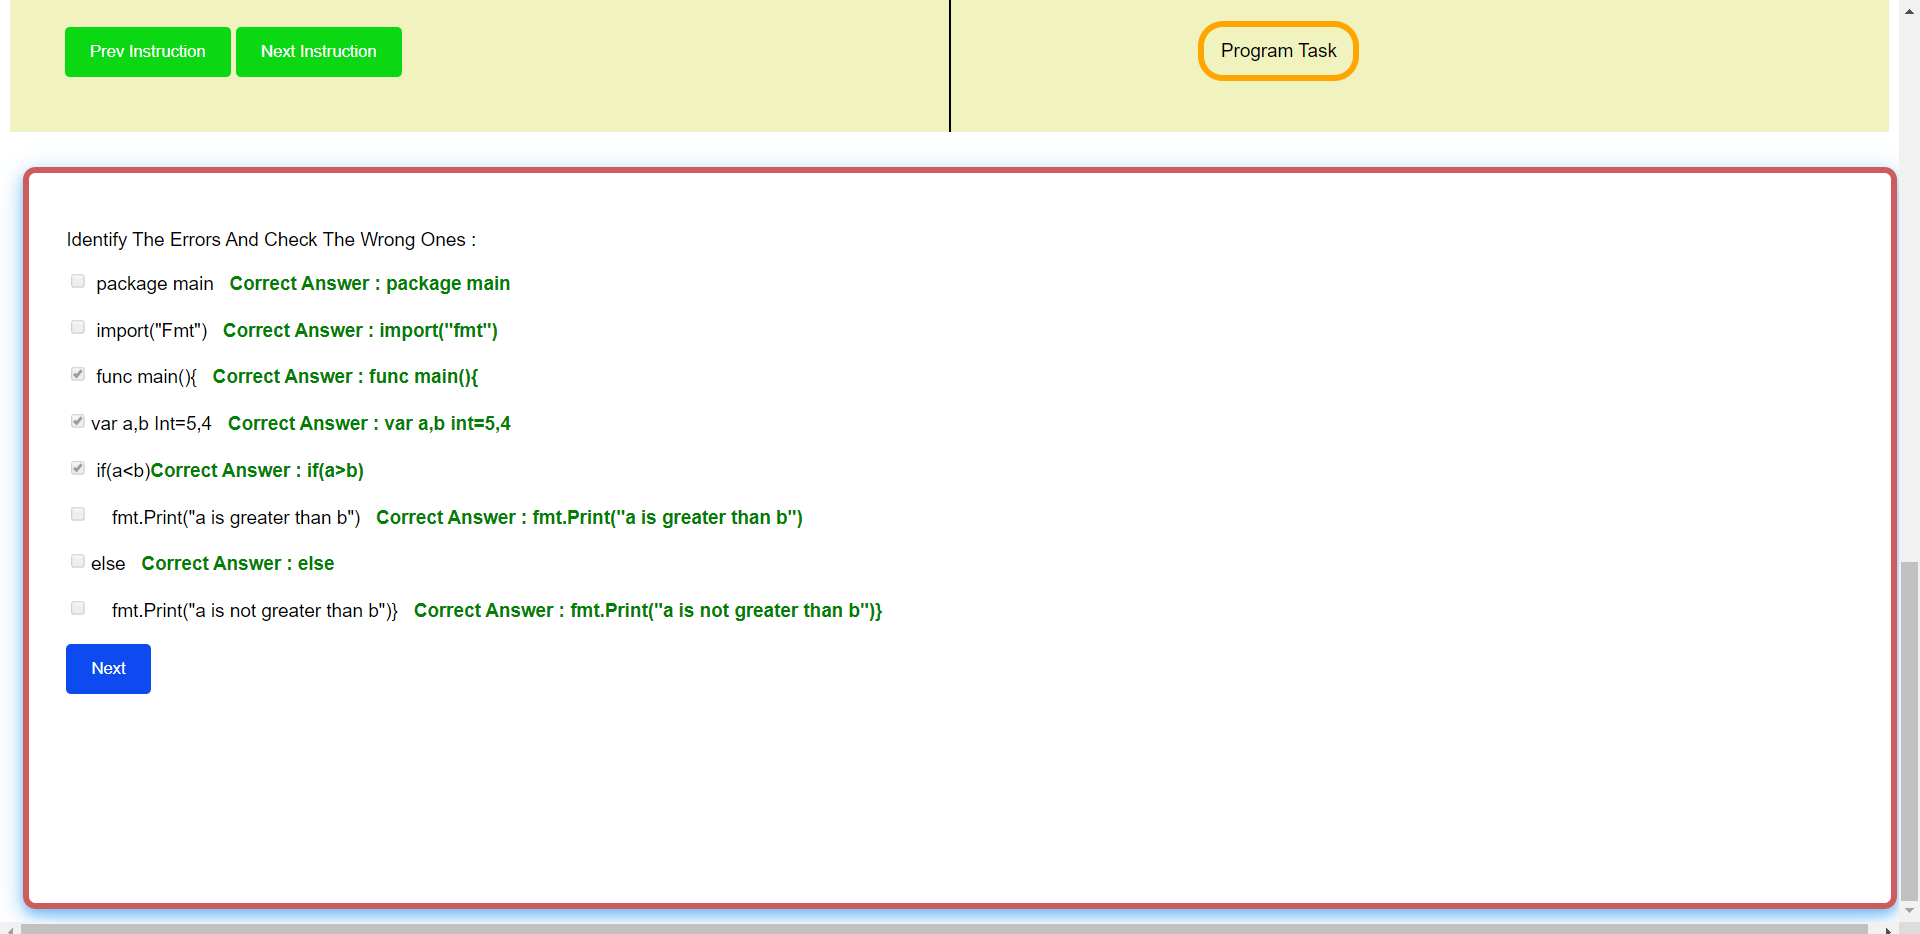 Prev Instruction Next Instruction Program Task
Identify The Errors And Check The Wrong Ones :
package main Correct Answer : package main
import("Fmt") Correct Answer : import("fmt")
func main(){ Correct Answer : func main(){
var a,b Int=5,4 Correct Answer : var a,b int=5,4
if(a<b)Correct Answer : if(a>b)
fmt.Print("a is greater than b") Correct Answer : fmt.Print("a is greater than b")
else Correct Answer : else
fmt.Print("a is not greater than b")} Correct Answer : fmt.Print("a is not greater than b")}
Next